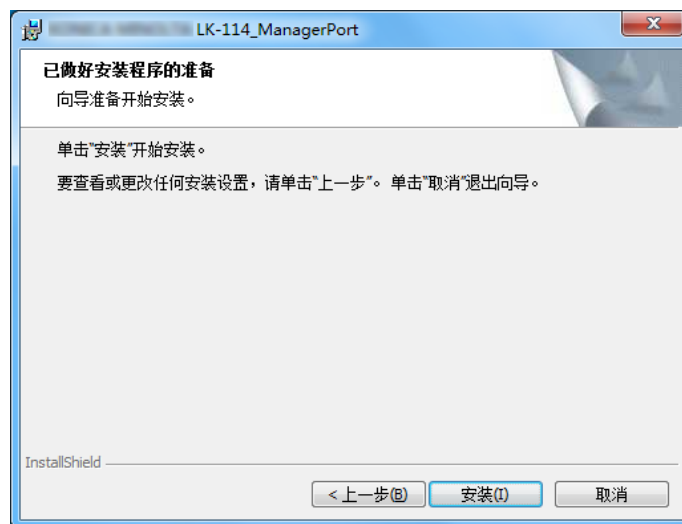 LK-114_ManagerPort
已做好安装程序的准备
向导准备开始安装。
单击"安装"开始安装。
要查看或更改任何安装设置，请单击"上一步"。 单击"取消"退出向导。
InstallShield
<上一步(B)
安装(I)
取消